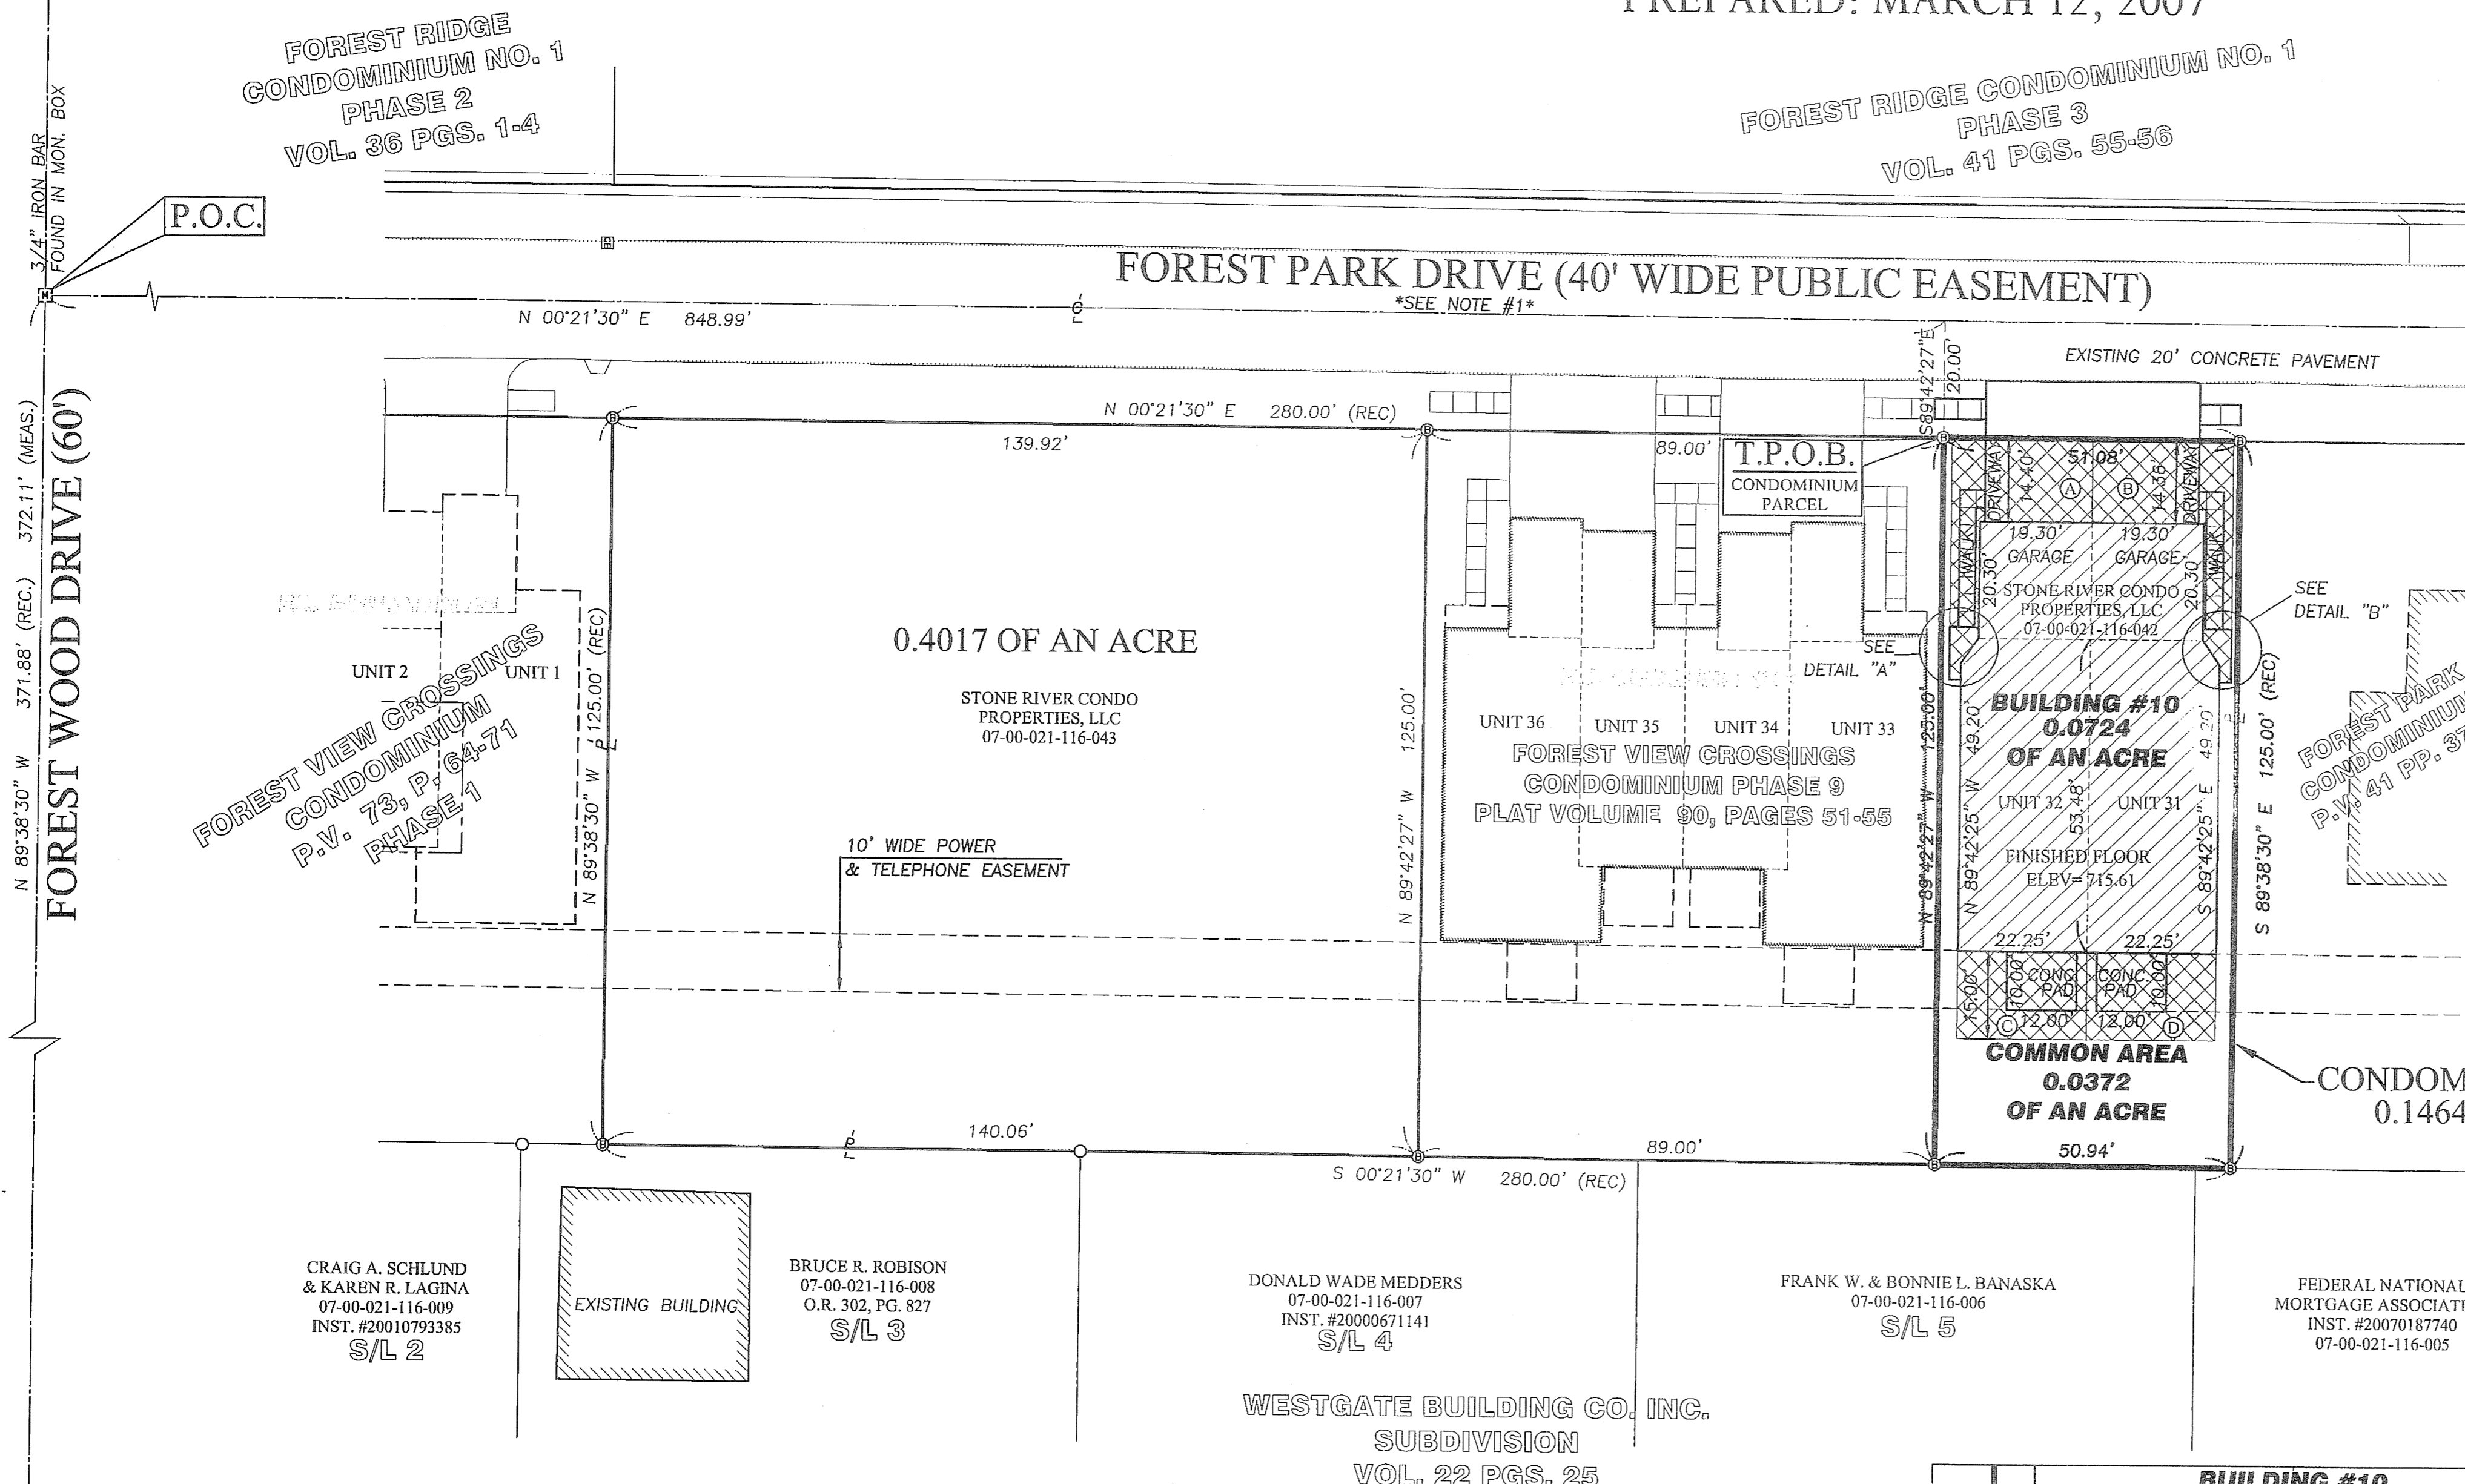 PREPARED: MARCH 12, 2007
FOREST RIDGE
CONDOMINIUM NO. 1
PHASE 2
VOL. 36 PGS. 1-4
FOREST RIDGE CONDOMINIUM NO. 1
PHASE 3
VOL. 41 PGS. 55-56
3/4" IRON BAR
FOUND IN MON. BOX
P.O.C.
FOREST PARK DRIVE (40' WIDE PUBLIC EASEMENT)
*SEE NOTE #1*
N 00°21'30" E 848.99'
EXISTING 20' CONCRETE PAVEMENT
S89°42'27"E
20.00'
N 00°21'30" E 280.00' (REC)
139.92'
89.00'
T.P.O.B.
CONDOMINIUM
PARCEL
51.08'
DRIVEWAY
14.40'
A
B
14.36'
DRIVEWAY
WALK
19.30'
19.30'
GARAGE
GARAGE
WALK
20.30'
20.30'
STONE RIVER CONDO
PROPERTIES, LLC
07-00-021-116-042
SEE
DETAIL "B"
SEE
DETAIL "A"
N 89°38'30" W 371.88' (REC.) 372.11' (MEAS.)
FOREST WOOD DRIVE (60')
UNIT 2
UNIT 1
FOREST VIEW CROSSINGS
CONDOMINIUM
P.V. 73, P. 64-71
PHASE 1
N 89°38'30" W 125.00' (REC)
0.4017 OF AN ACRE
STONE RIVER CONDO
PROPERTIES, LLC
07-00-021-116-043
10' WIDE POWER
& TELEPHONE EASEMENT
N 89°42'27" W 125.00'
UNIT 36
UNIT 35
UNIT 34
UNIT 33
FOREST VIEW CROSSINGS
CONDOMINIUM PHASE 9
PLAT VOLUME 90, PAGES 51-55
N 89°42'27" W 125.00'
N 89°42'25" W 49.20'
BUILDING #10
0.0724
OF AN ACRE
UNIT 32
UNIT 31
53.48'
FINISHED FLOOR
ELEV= 715.61
S 89°42'25" E 49.20'
S 89°38'30" E 125.00' (REC)
FOREST PARK
CONDOMINIUM
P.V. 41 PP. 37
22.25'
22.25'
15.00'
10.00'
CONC.
PAD
CONC.
PAD
10.00'
C
12.00'
12.00'
D
COMMON AREA
0.0372
OF AN ACRE
CONDOM
0.1464
140.06'
89.00'
50.94'
S 00°21'30" W 280.00' (REC)
CRAIG A. SCHLUND
& KAREN R. LAGINA
07-00-021-116-009
INST. #20010793385
S/L 2
EXISTING BUILDING
BRUCE R. ROBISON
07-00-021-116-008
O.R. 302, PG. 827
S/L 3
DONALD WADE MEDDERS
07-00-021-116-007
INST. #20000671141
S/L 4
FRANK W. & BONNIE L. BANASKA
07-00-021-116-006
S/L 5
FEDERAL NATIONAL
MORTGAGE ASSOCIAT
INST. #20070187740
07-00-021-116-005
WESTGATE BUILDING CO. INC.
SUBDIVISION
VOL. 22 PGS. 25
BUILDING #10